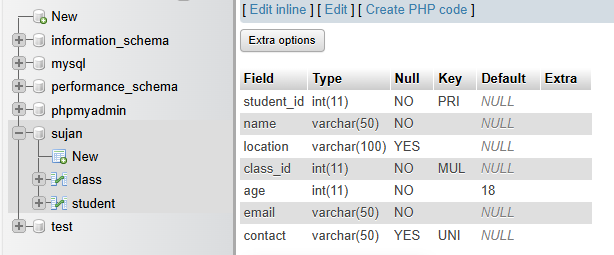 New
information_schema
mysql
performance_schema
phpmyadmin
sujan
New
class
student
test
[ Edit inline ] [ Edit ] [ Create PHP code ]
Extra options
Field Type Null Key Default Extra
student_id int(11) NO PRI NULL
name varchar(50) NO NULL
location varchar(100) YES NULL
class_id int(11) NO MUL NULL
age int(11) NO 18
email varchar(50) NO NULL
contact varchar(50) YES UNI NULL